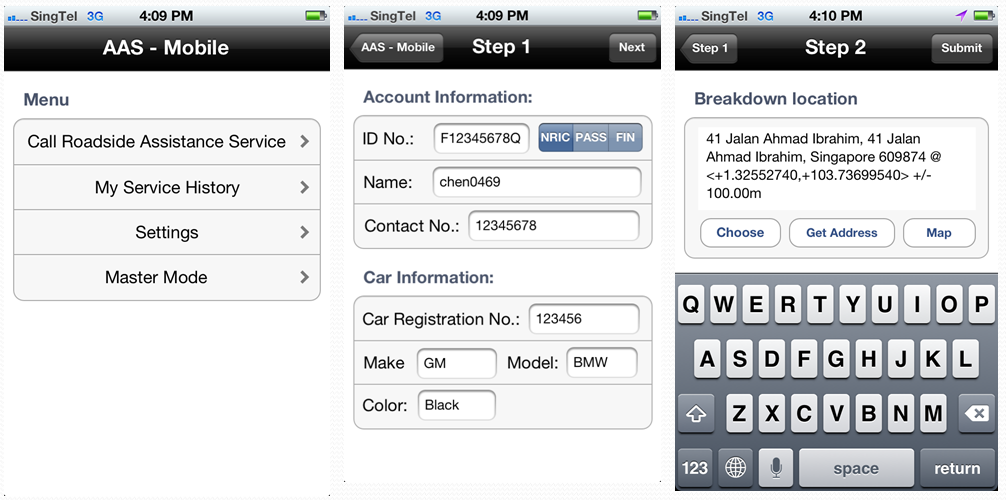 SingTel 3G 4:09 PM
AAS - Mobile
Menu
Call Roadside Assistance Service
My Service History
Settings
Master Mode
SingTel 3G 4:09 PM
AAS - Mobile Step 1 Next
Account Information:
ID No.: F12345678Q NRIC PASS FIN
Name: chen0469
Contact No.: 12345678
Car Information:
Car Registration No.: 123456
Make GM Model: BMW
Color: Black
SingTel 3G 4:10 PM
Step 1 Step 2 Submit
Breakdown location
41 Jalan Ahmad Ibrahim, 41 Jalan
Ahmad Ibrahim, Singapore 609874 @
<+1.32552740,+103.73699540> +/-
100.00m
Choose Get Address Map
Q W E R T Y U I O P
A S D F G H J K L
Z X C V B N M
123 space return